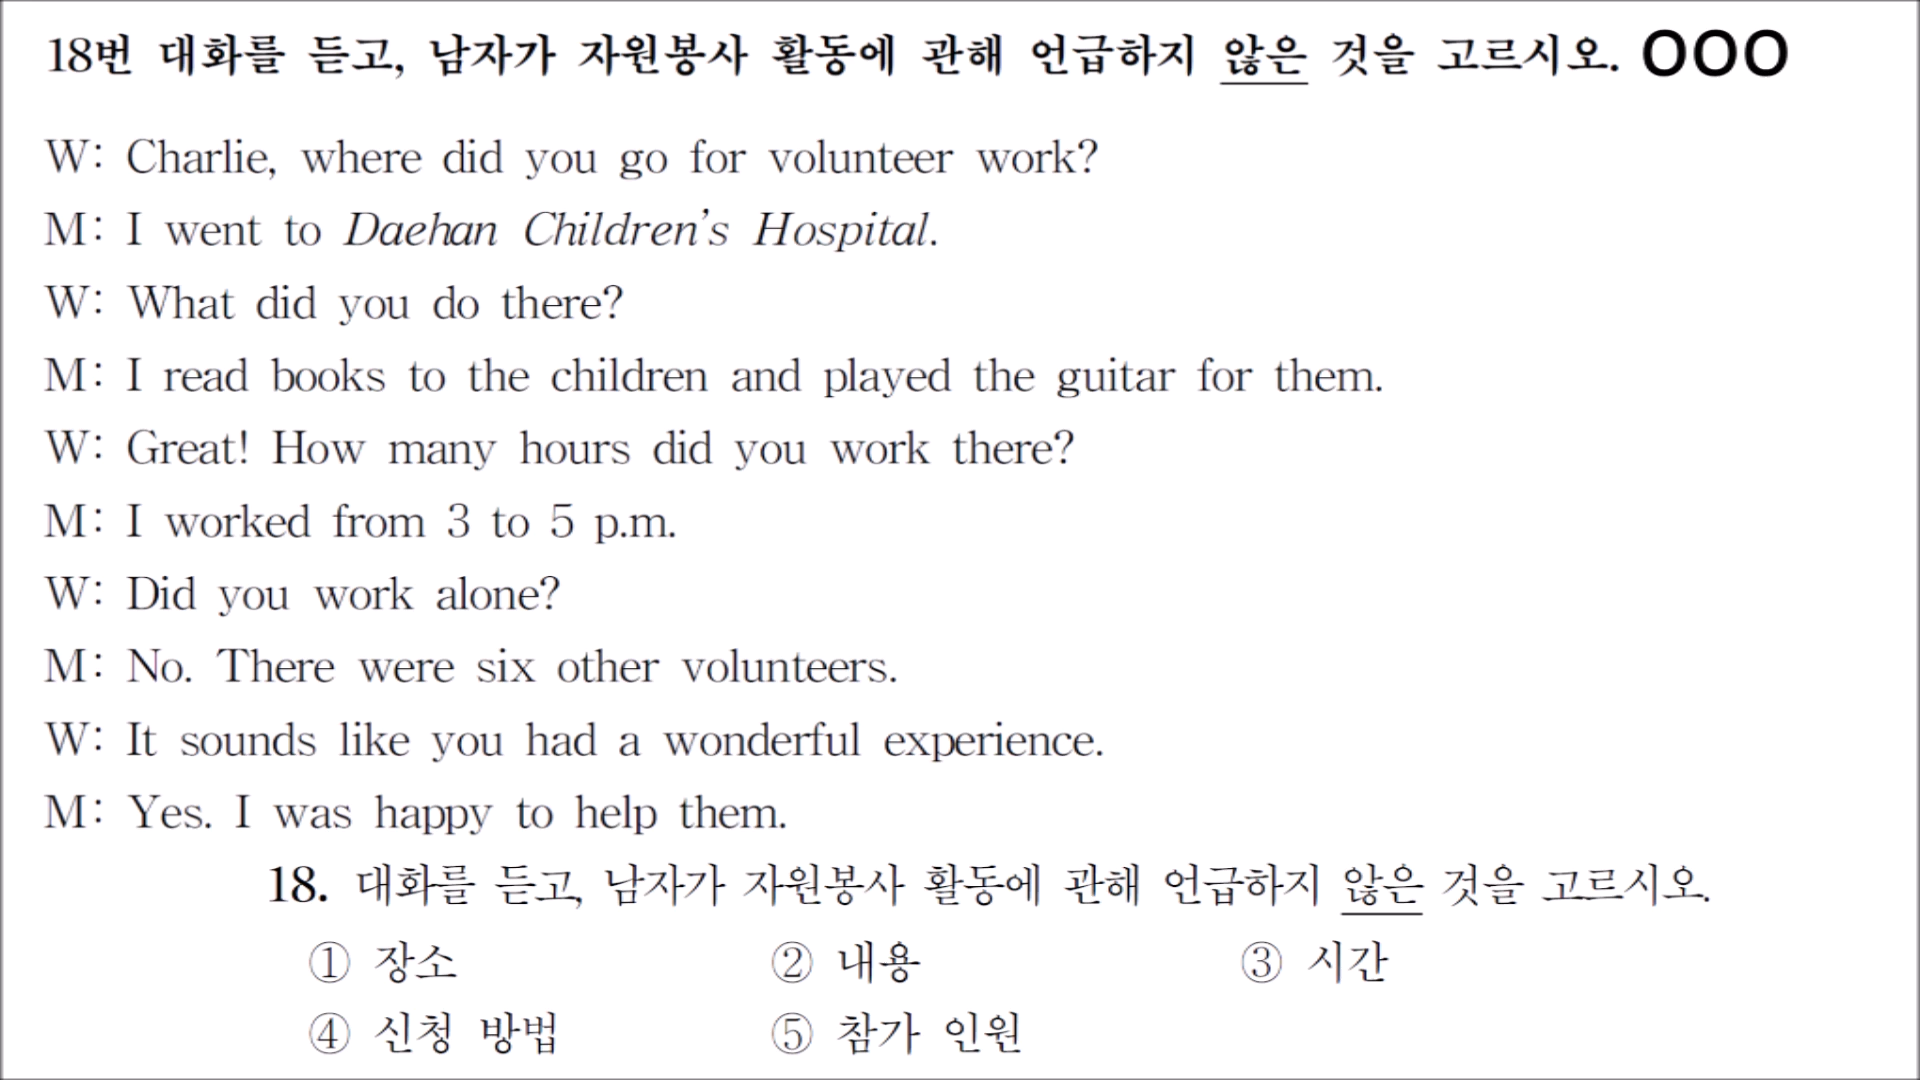 18번 대화를 듣고, 남자가 자원봉사 활동에 관해 언급하지 않은 것을 고르시오. OOO
W: Charlie, where did you go for volunteer work?
M: I went to Daehan Children's Hospital.
W: What did you do there?
M: I read books to the children and played the guitar for them.
W: Great! How many hours did you work there?
M: I worked from 3 to 5 p.m.
W: Did you work alone?
M: No. There were six other volunteers.
W: It sounds like you had a wonderful experience.
M: Yes. I was happy to help them.
18. 대화를 듣고, 남자가 자원봉사 활동에 관해 언급하지 않은 것을 고르시오.
① 장소 ② 내용 ③ 시간
④ 신청 방법 ⑤ 참가 인원